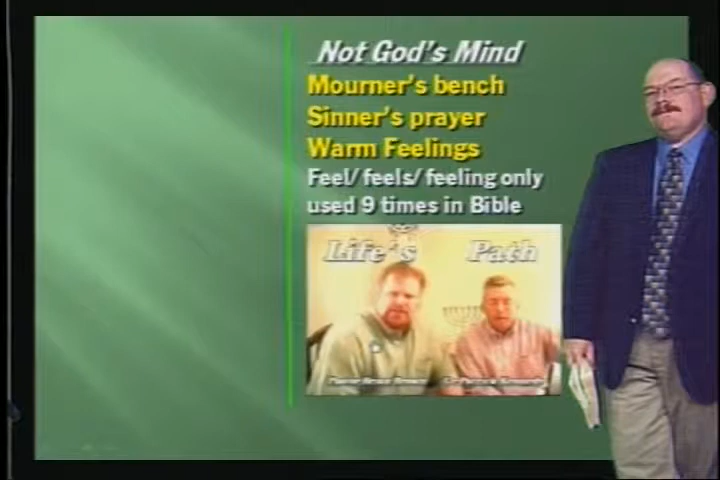 Not God's Mind
Mourner's bench
Sinner's prayer
Warm Feelings
Feel/ feels/ feeling only
used 9 times in Bible
Life's Path